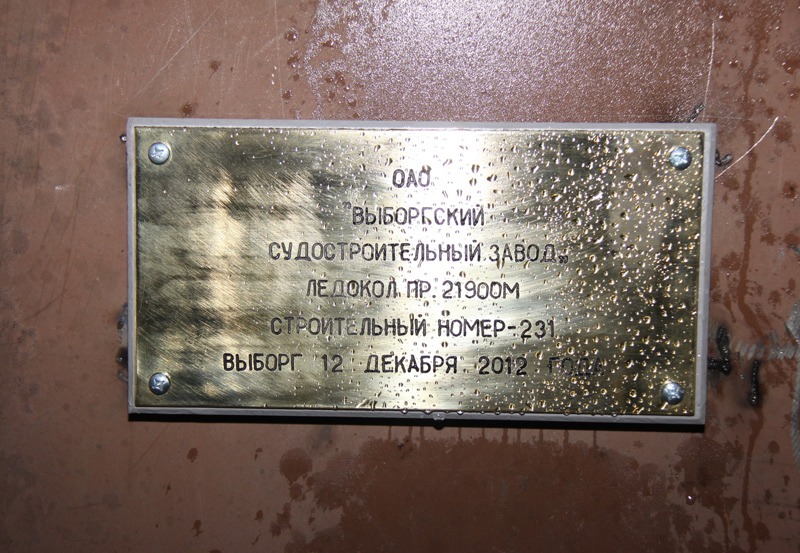 ОАО
"ВЫБОРГСКИЙ
СУДОСТРОИТЕЛЬНЫЙ ЗАВОД"
ЛЕДОКОЛ ПР. 21900М
СТРОИТЕЛЬНЫЙ НОМЕР-231
ВЫБОРГ 12 ДЕКАБРЯ 2012 ГОДА